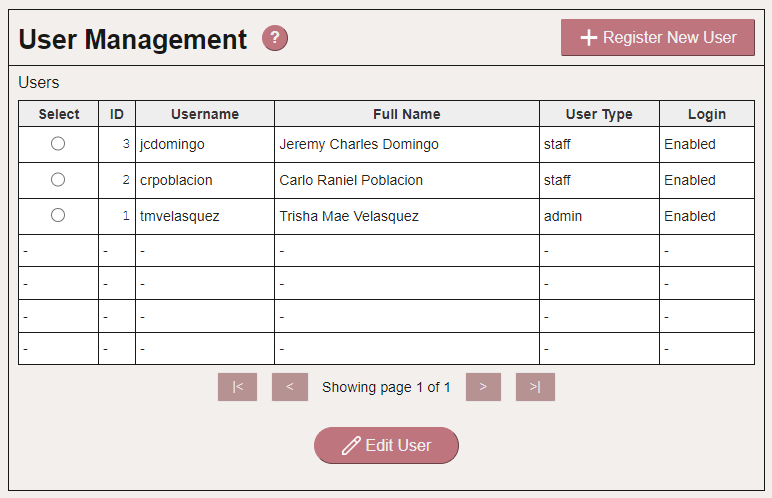 User Management ?
Register New User
Users
Select ID Username Full Name User Type Login
3 jcdomingo Jeremy Charles Domingo staff Enabled
2 crpoblacion Carlo Raniel Poblacion staff Enabled
1 tmvelasquez Trisha Mae Velasquez admin Enabled
- - - - - -
- - - - - -
- - - - - -
- - - - - -
|< < Showing page 1 of 1 > >|
Edit User